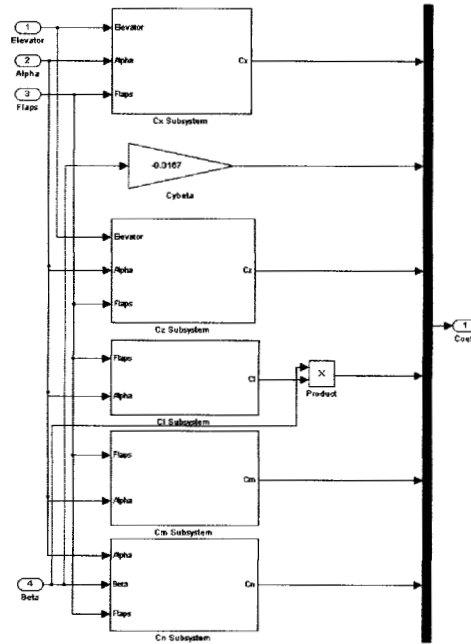 1
Elevator
2
Alpha
3
Flaps
Elevator
Alpha
Flaps
Cx
Cx Subsystem
-0.0167
Cybeta
Elevator
Alpha
Flaps
Cz
Cz Subsystem
Flaps
Alpha
Cl
Cl Subsystem
×
Product
1
Coef
Flaps
Alpha
Cm
Cm Subsystem
Alpha
Beta
Flaps
Cn
Cn Subsystem
4
Beta